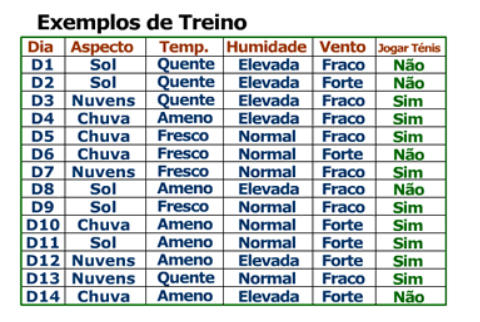 Exemplos de Treino
Dia Aspecto Temp. Humidade Vento Jogar Ténis
D1 Sol Quente Elevada Fraco Não
D2 Sol Quente Elevada Forte Não
D3 Nuvens Quente Elevada Fraco Sim
D4 Chuva Ameno Elevada Fraco Sim
D5 Chuva Fresco Normal Fraco Sim
D6 Chuva Fresco Normal Forte Não
D7 Nuvens Fresco Normal Fraco Sim
D8 Sol Ameno Elevada Fraco Não
D9 Sol Fresco Normal Fraco Sim
D10 Chuva Ameno Normal Forte Sim
D11 Sol Ameno Normal Forte Sim
D12 Nuvens Ameno Elevada Forte Sim
D13 Nuvens Quente Normal Fraco Sim
D14 Chuva Ameno Elevada Forte Não